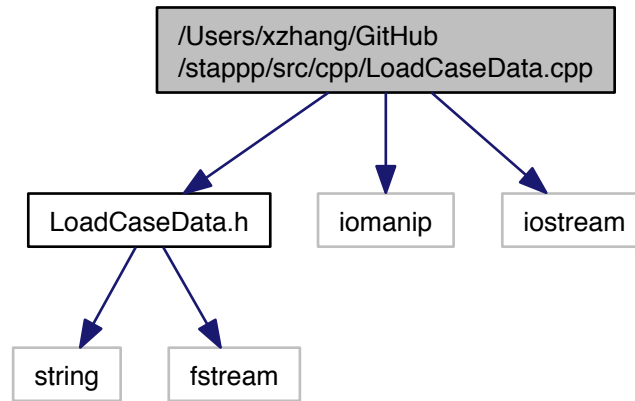 /Users/xzhang/GitHub
/stappp/src/cpp/LoadCaseData.cpp
LoadCaseData.h
iomanip
iostream
string
fstream